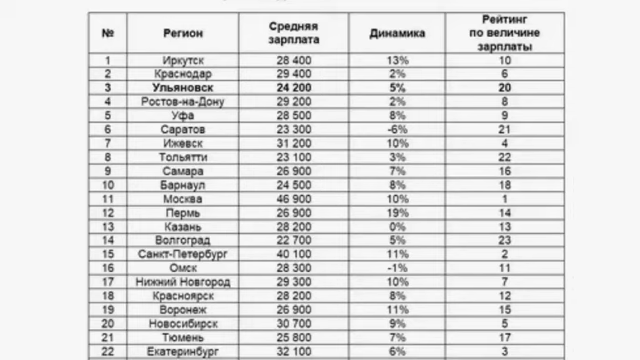 № Регион Средняя зарплата Динамика Рейтинг по величине зарплаты
1 Иркутск 28 400 13% 10
2 Краснодар 29 400 2% 6
3 Ульяновск 24 200 5% 20
4 Ростов-на-Дону 29 200 2% 8
5 Уфа 28 500 8% 9
6 Саратов 23 300 -6% 21
7 Ижевск 31 200 10% 4
8 Тольятти 23 100 3% 22
9 Самара 26 900 7% 16
10 Барнаул 24 500 8% 18
11 Москва 46 900 10% 1
12 Пермь 26 900 19% 14
13 Казань 28 200 0% 13
14 Волгоград 22 700 5% 23
15 Санкт-Петербург 40 100 11% 2
16 Омск 28 300 -1% 11
17 Нижний Новгород 29 300 10% 7
18 Красноярск 28 200 8% 12
19 Воронеж 26 900 11% 15
20 Новосибирск 30 700 9% 5
21 Тюмень 25 800 7% 17
22 Екатеринбург 32 100 6% 3